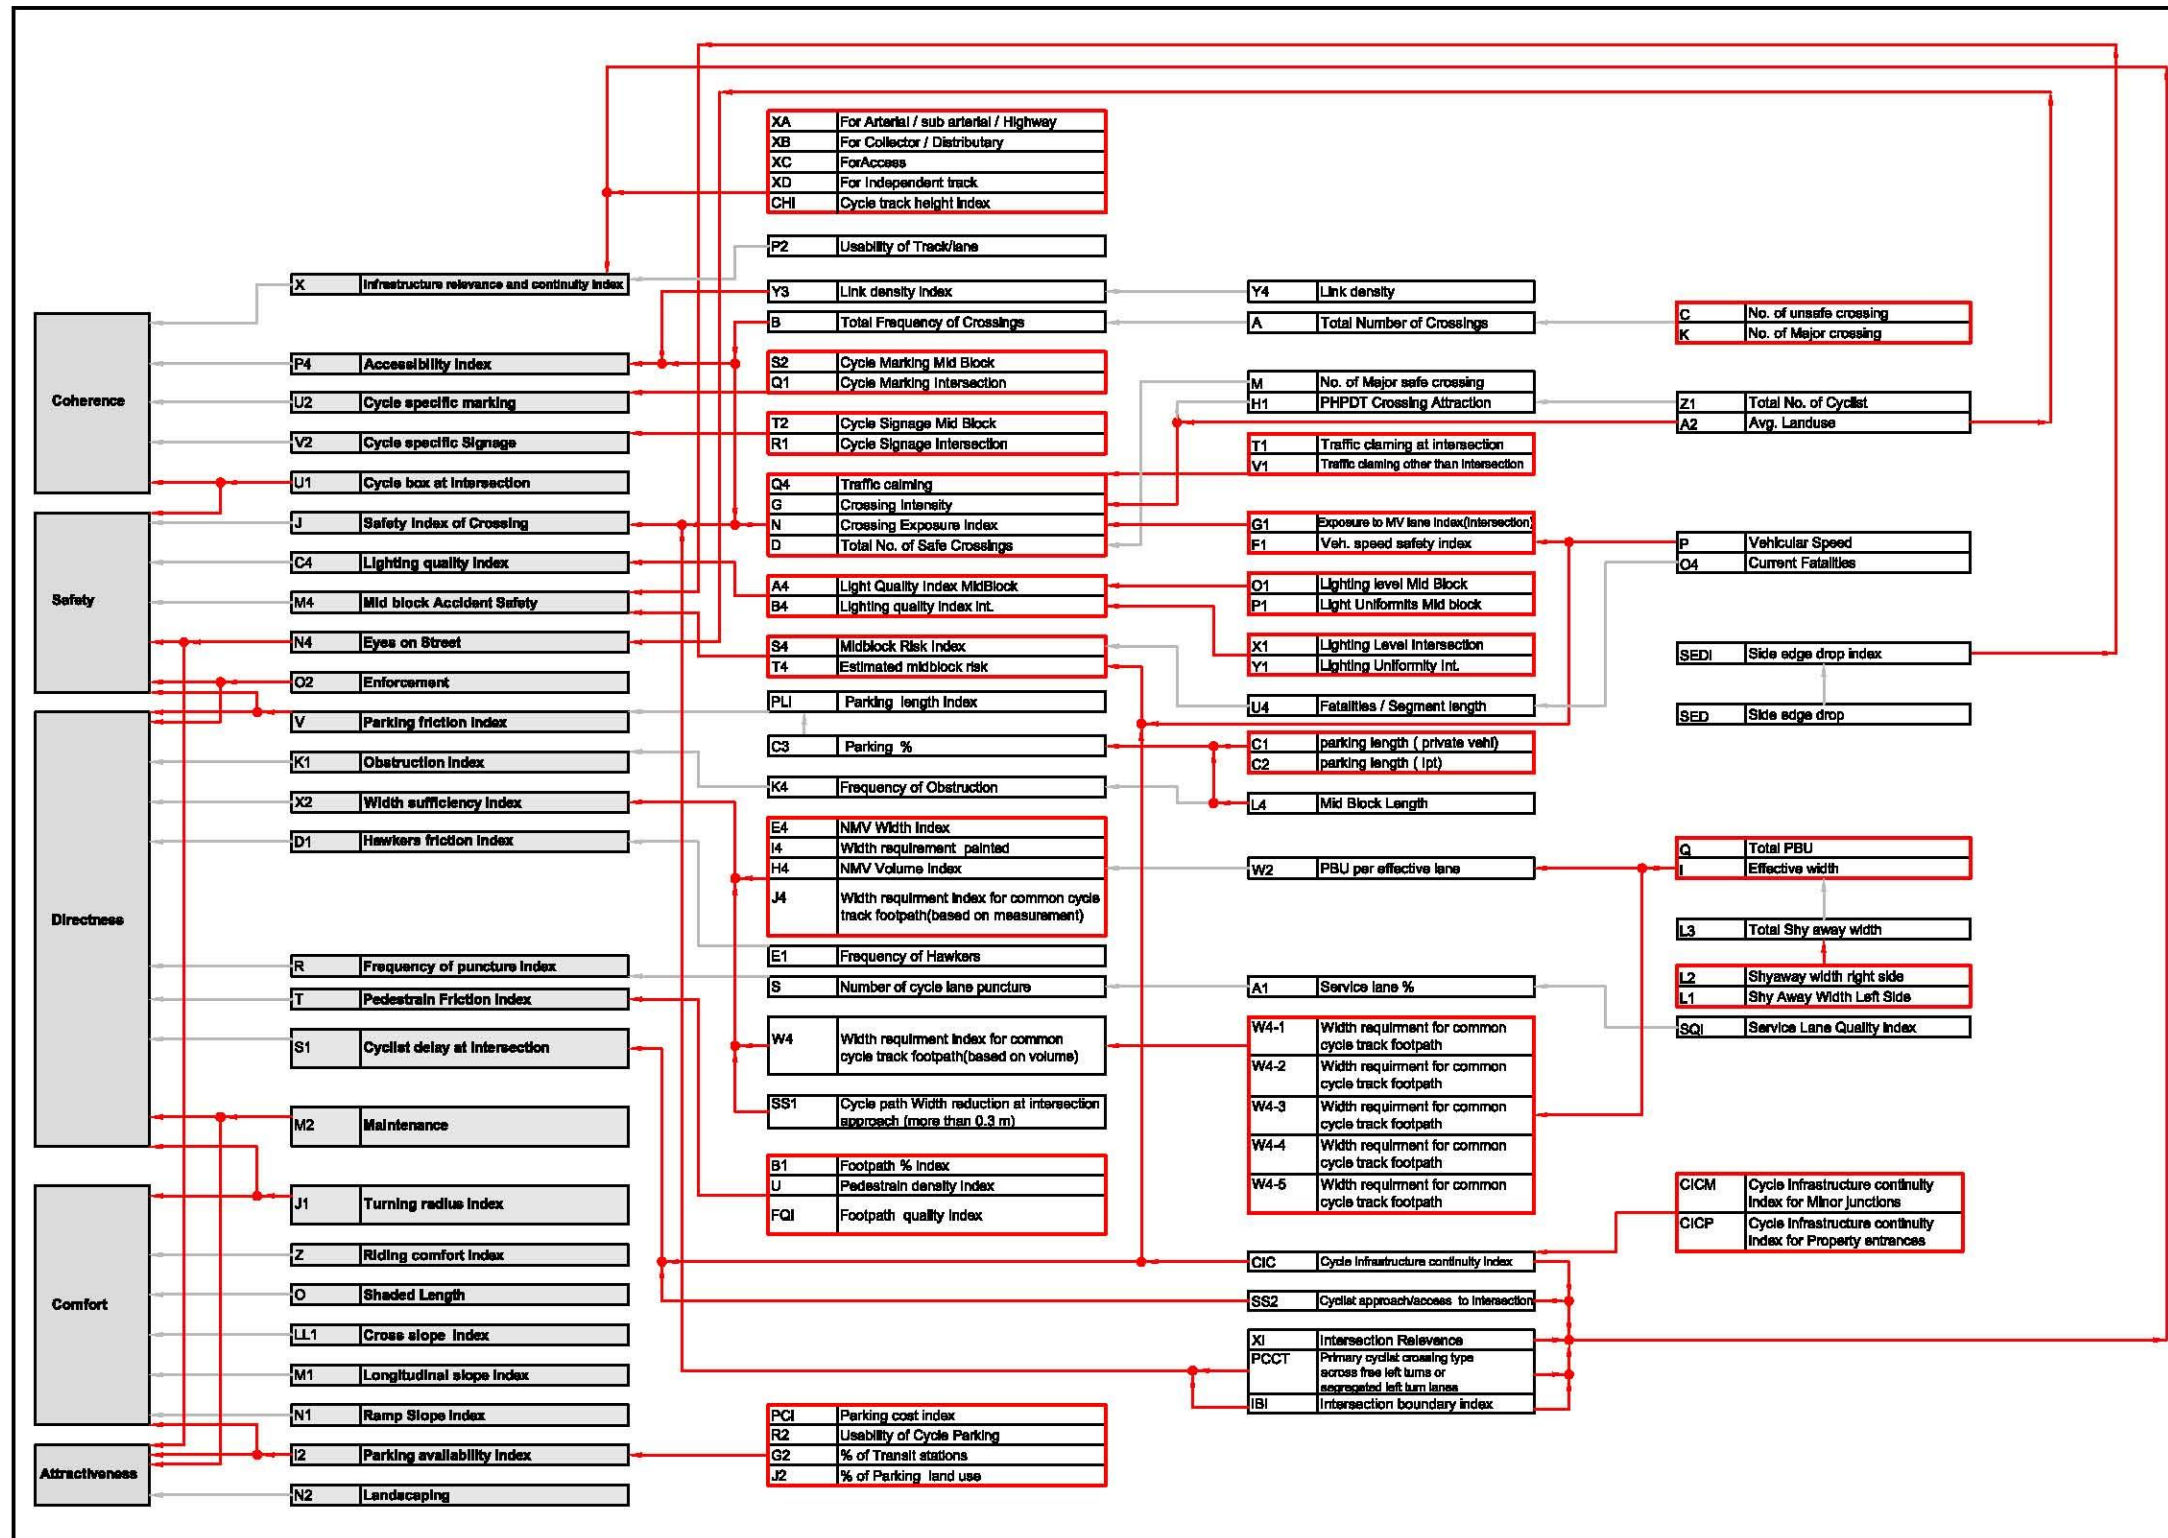 Coherence
Safety
Directness
Comfort
Attractiveness
X Infrastructure relevance and continuity Index
P4 Accessibility Index
U2 Cycle specific marking
V2 Cycle specific Signage
U1 Cycle box at Intersection
J Safety Index of Crossing
C4 Lighting quality Index
M4 Mid block Accident Safety
N4 Eyes on Street
O2 Enforcement
V Parking friction Index
K1 Obstruction Index
X2 Width sufficiency Index
D1 Hawkers friction Index
R Frequency of puncture Index
T Pedestrain Friction Index
S1 Cyclist delay at Intersection
M2 Maintenance
J1 Turning radius Index
Z Riding comfort Index
O Shaded Length
LL1 Cross slope Index
M1 Longitudinal slope Index
N1 Ramp Slope Index
I2 Parking availability Index
N2 Landscaping
XA For Arterial / sub arterial / Highway
XB For Collector / Distributary
XC ForAccess
XD For Independent track
CHI Cycle track height Index
P2 Usability of Track/lane
Y3 Link density Index
B Total Frequency of Crossings
S2 Cycle Marking Mid Block
Q1 Cycle Marking Intersection
T2 Cycle Signage Mid Block
R1 Cycle Signage Intersection
Q4 Traffic calming
G Crossing Intensity
N Crossing Exposure Index
D Total No. of Safe Crossings
A4 Light Quality Index MidBlock
B4 Lighting quality Index Int.
S4 Midblock Risk Index
T4 Estimated midblock risk
PLI Parking length Index
C3 Parking %
K4 Frequency of Obstruction
E4 NMV Width Index
I4 Width requirement painted
H4 NMV Volume Index
J4 Width requirment Index for common cycle
track footpath(based on measurement)
E1 Frequency of Hawkers
S Number of cycle lane puncture
W4 Width requirment Index for common
cycle track footpath(based on volume)
SS1 Cycle path Width reduction at intersection
approach (more than 0.3 m)
B1 Footpath % Index
U Pedestrain density Index
FQI Footpath quality Index
PCI Parking cost index
R2 Usability of Cycle Parking
G2 % of Transit stations
J2 % of Parking land use
Y4 Link density
A Total Number of Crossings
M No. of Major safe crossing
H1 PHPDT Crossing Attraction
T1 Traffic claming at intersection
V1 Traffic claming other than Intersection
G1 Exposure to MV lane Index(Intersection)
F1 Veh. speed safety index
O1 Lighting level Mid Block
P1 Light Uniformits Mid block
X1 Lighting Level Intersection
Y1 Lighting Uniformity Int.
U4 Fatalities / Segment length
C1 parking length ( private vehl)
C2 parking length ( Ipt)
L4 Mid Block Length
W2 PBU per effective lane
A1 Service lane %
W4-1 Width requirment for common
cycle track footpath
W4-2 Width requirment for common
cycle track footpath
W4-3 Width requirment for common
cycle track footpath
W4-4 Width requirment for common
cycle track footpath
W4-5 Width requirment for common
cycle track footpath
CIC Cycle Infrastructure continuity Index
SS2 Cyclist approach/access to Intersection
XI Intersection Relevance
PCCT Primary cyclist crossing type
across free left turns or
segregated left turn lanes
IBI Intersection boundary index
C No. of unsafe crossing
K No. of Major crossing
Z1 Total No. of Cyclist
A2 Avg. Landuse
P Vehicular Speed
O4 Current Fatalities
SEDI Side edge drop index
SED Side edge drop
Q Total PBU
I Effective width
L3 Total Shy away width
L2 Shyaway width right side
L1 Shy Away Width Left Side
SQI Service Lane Quality Index
CICM Cycle Infrastructure continuity
Index for Minor junctions
CICP Cycle Infrastructure continuity
Index for Property entrances